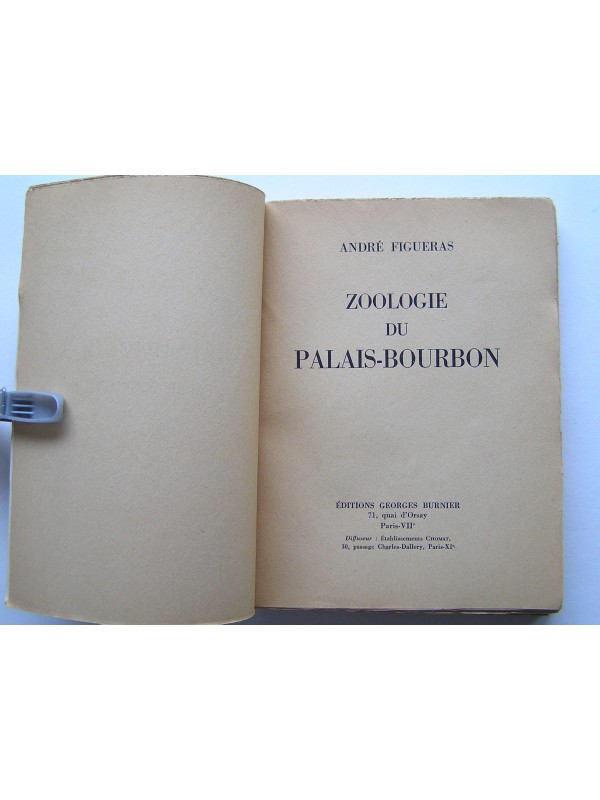 ANDRÉ FIGUERAS
ZOOLOGIE
DU
PALAIS-BOURBON
ÉDITIONS GEORGES BURNIER
71, quai d'Orsay
Paris-VIIe
Diffuseur : Établissements CHOMAT,
30, passage Charles-Dallery, Paris-XIe